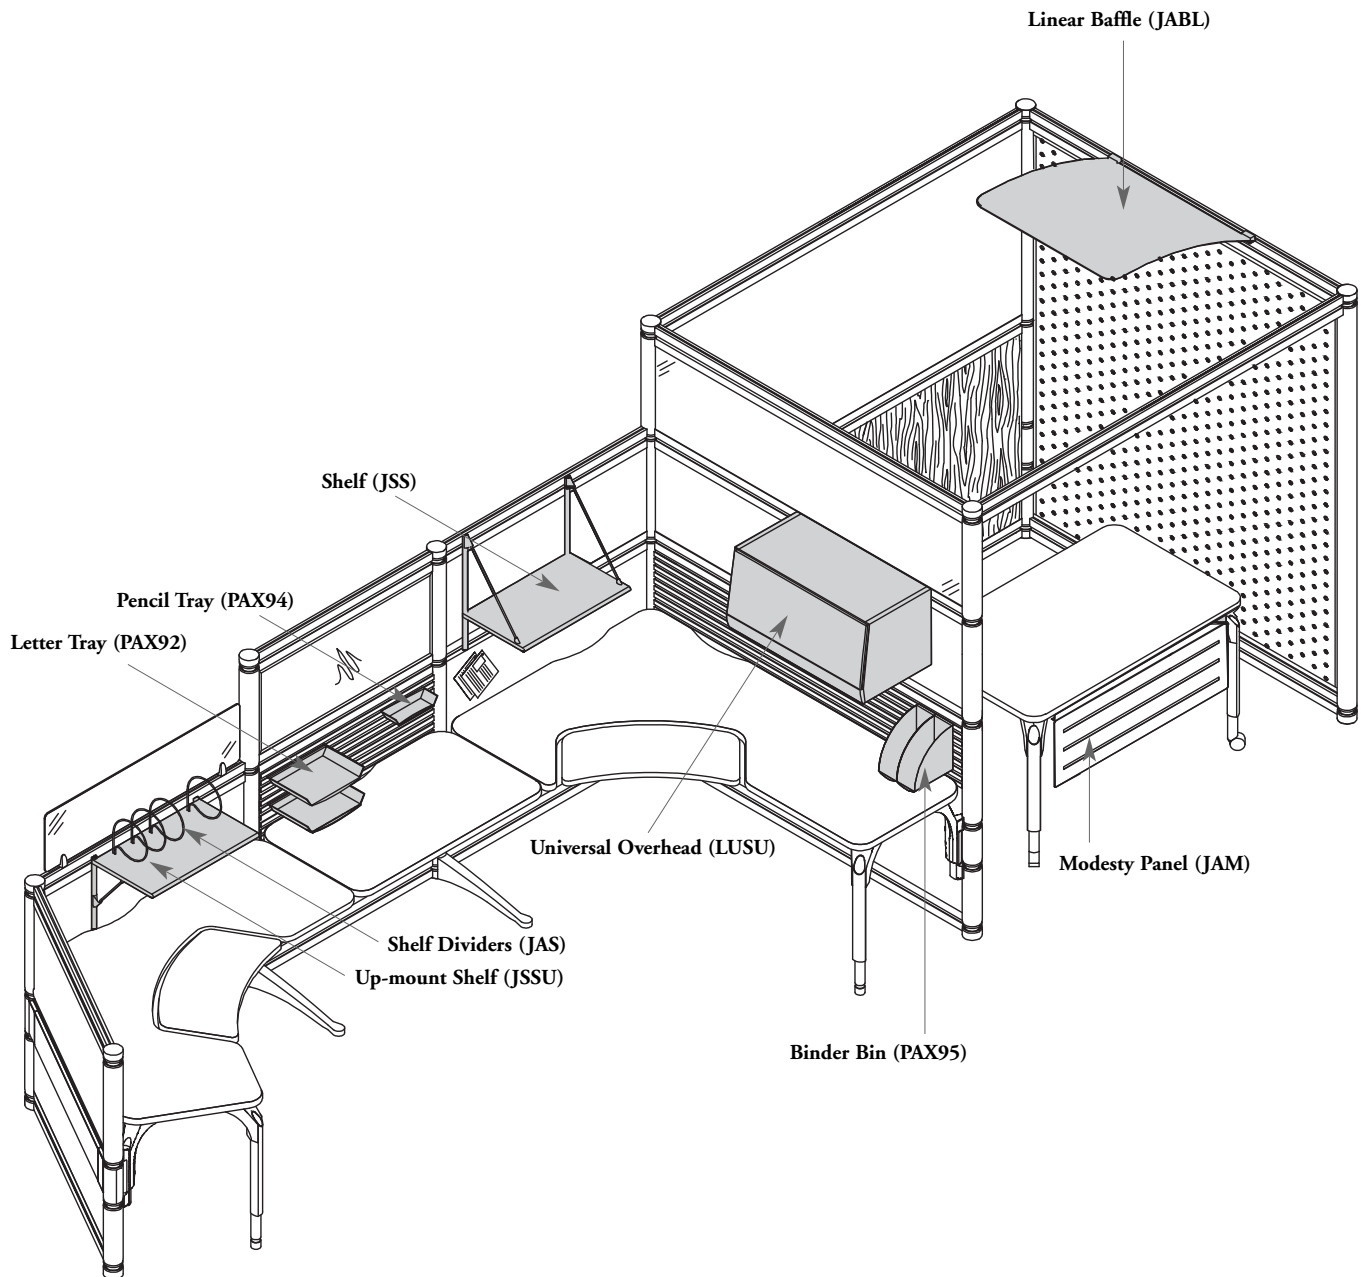 Linear Baffle (JABL)
Shelf (JSS)
Pencil Tray (PAX94)
Letter Tray (PAX92)
Universal Overhead (LUSU)
Modesty Panel (JAM)
Shelf Dividers (JAS)
Up-mount Shelf (JSSU)
Binder Bin (PAX95)